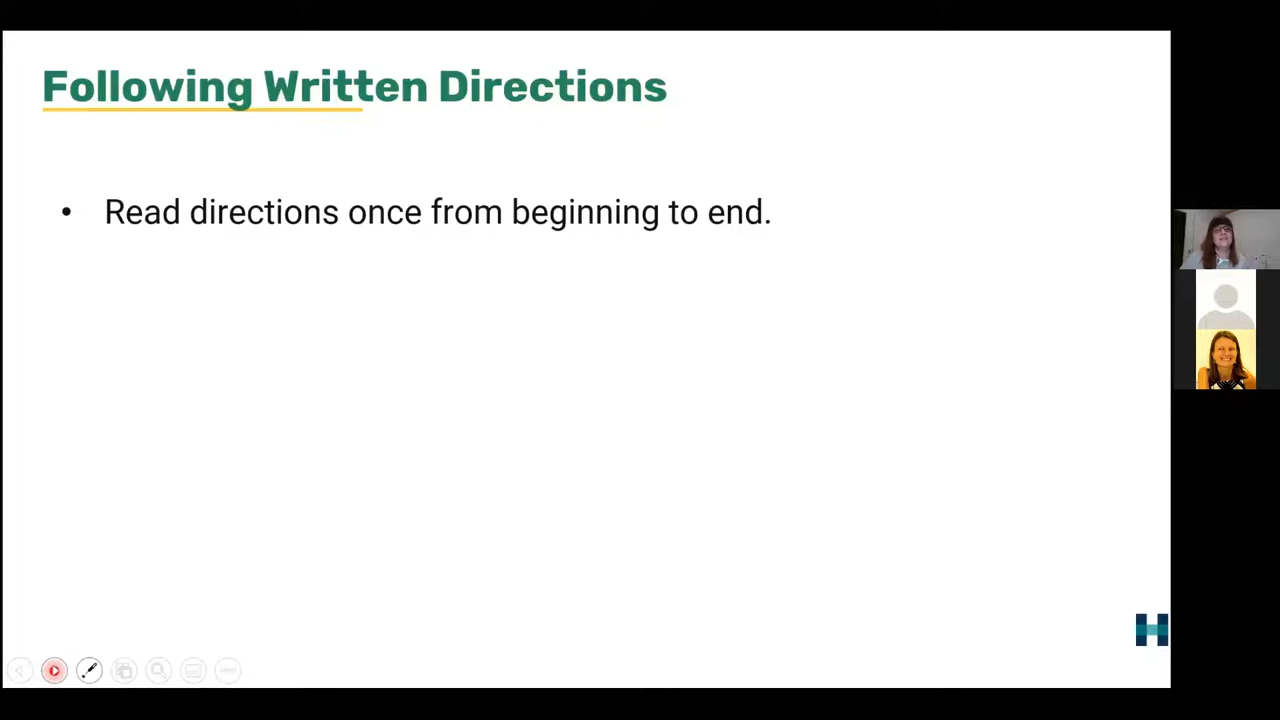 Following Written Directions
• Read directions once from beginning to end.
H